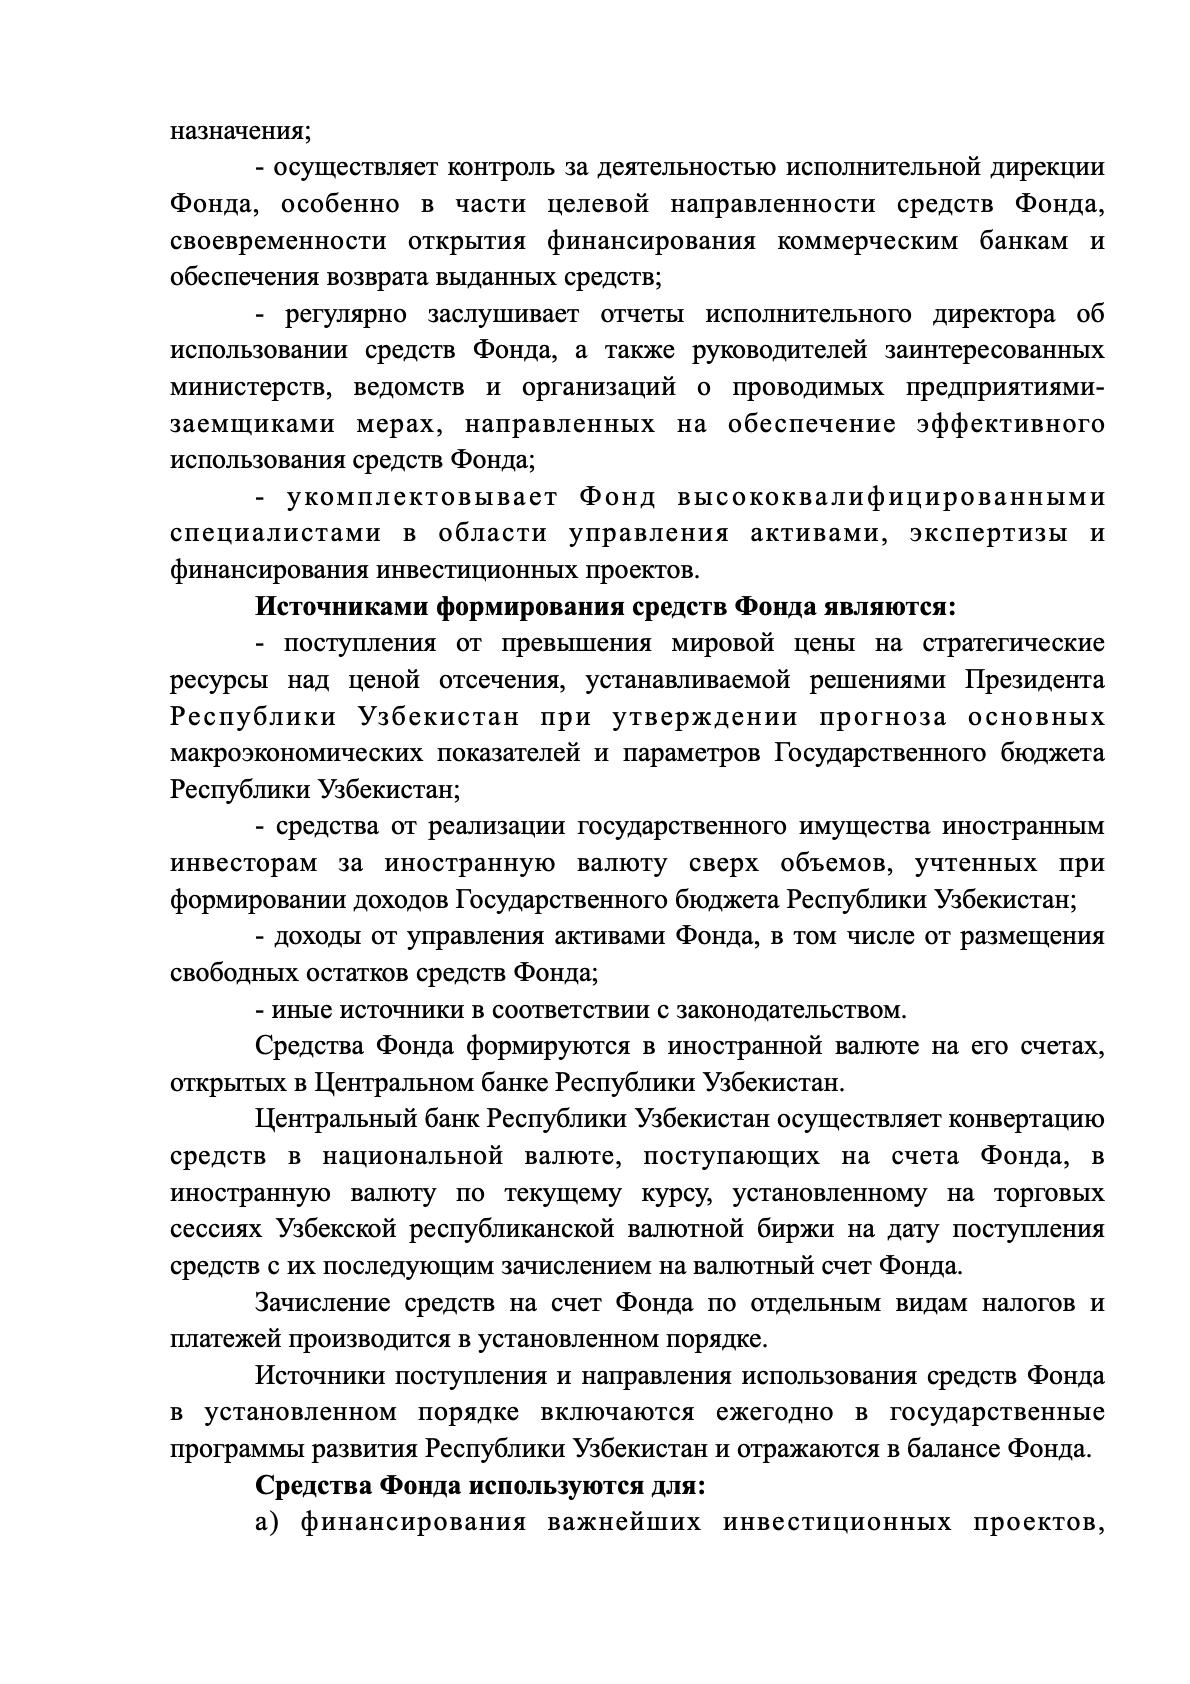 назначения;
- осуществляет контроль за деятельностью исполнительной дирекции
Фонда, особенно в части целевой направленности средств Фонда,
своевременности открытия финансирования коммерческим банкам и
обеспечения возврата выданных средств;
- регулярно заслушивает отчеты исполнительного директора об
использовании средств Фонда, а также руководителей заинтересованных
министерств, ведомств и организаций о проводимых предприятиями-
заемщиками мерах, направленных на обеспечение эффективного
использования средств Фонда;
- укомплектовывает Фонд высококвалифицированными
специалистами в области управления активами, экспертизы и
финансирования инвестиционных проектов.
Источниками формирования средств Фонда являются:
- поступления от превышения мировой цены на стратегические
ресурсы над ценой отсечения, устанавливаемой решениями Президента
Республики Узбекистан при утверждении прогноза основных
макроэкономических показателей и параметров Государственного бюджета
Республики Узбекистан;
- средства от реализации государственного имущества иностранным
инвесторам за иностранную валюту сверх объемов, учтенных при
формировании доходов Государственного бюджета Республики Узбекистан;
- доходы от управления активами Фонда, в том числе от размещения
свободных остатков средств Фонда;
- иные источники в соответствии с законодательством.
Средства Фонда формируются в иностранной валюте на его счетах,
открытых в Центральном банке Республики Узбекистан.
Центральный банк Республики Узбекистан осуществляет конвертацию
средств в национальной валюте, поступающих на счета Фонда, в
иностранную валюту по текущему курсу, установленному на торговых
сессиях Узбекской республиканской валютной биржи на дату поступления
средств с их последующим зачислением на валютный счет Фонда.
Зачисление средств на счет Фонда по отдельным видам налогов и
платежей производится в установленном порядке.
Источники поступления и направления использования средств Фонда
в установленном порядке включаются ежегодно в государственные
программы развития Республики Узбекистан и отражаются в балансе Фонда.
Средства Фонда используются для:
а) финансирования важнейших инвестиционных проектов,